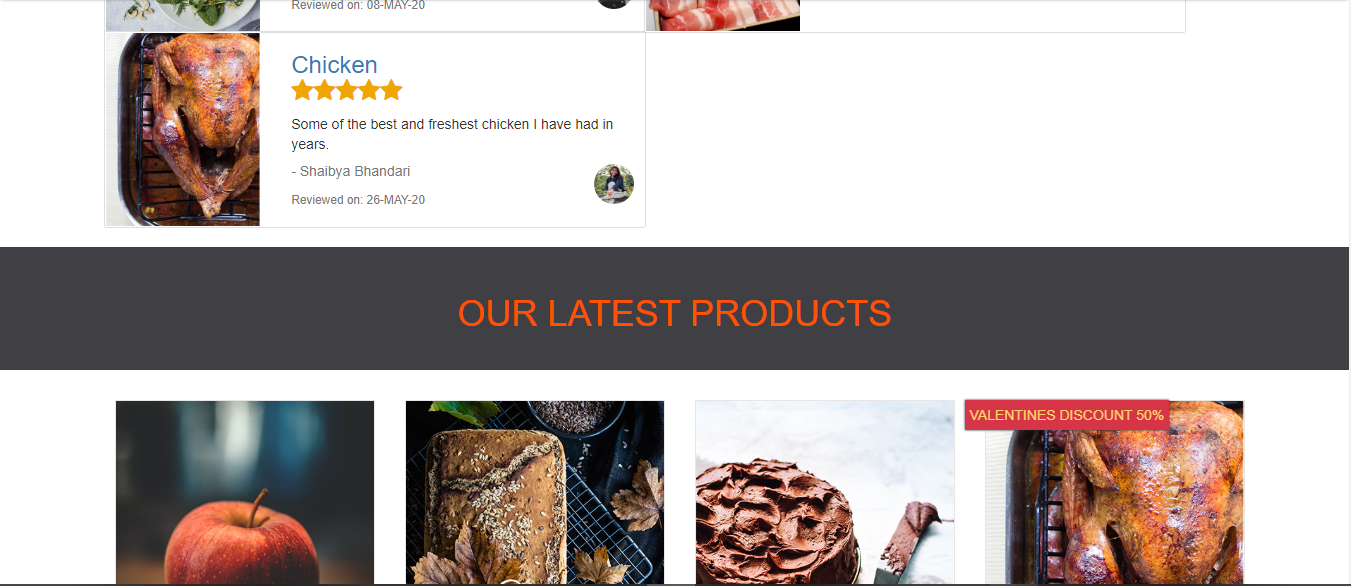 Reviewed on: 08-MAY-20
Chicken
Some of the best and freshest chicken I have had in
years.
- Shaibya Bhandari
Reviewed on: 26-MAY-20
OUR LATEST PRODUCTS
VALENTINES DISCOUNT 50%